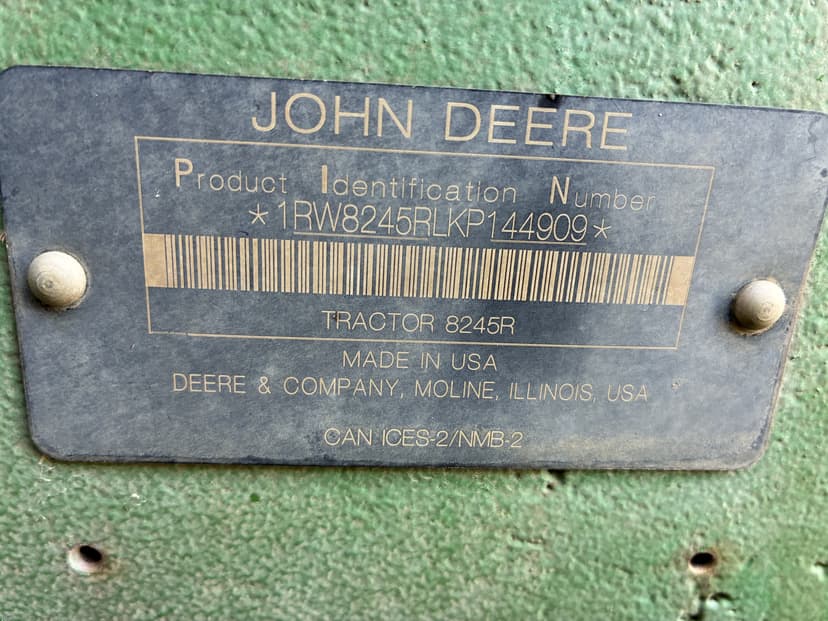 JOHN DEERE
Product Identification Number
*1RW8245RLKP144909*
TRACTOR 8245R
MADE IN USA
DEERE & COMPANY, MOLINE, ILLINOIS, USA
CAN ICES-2/NMB-2